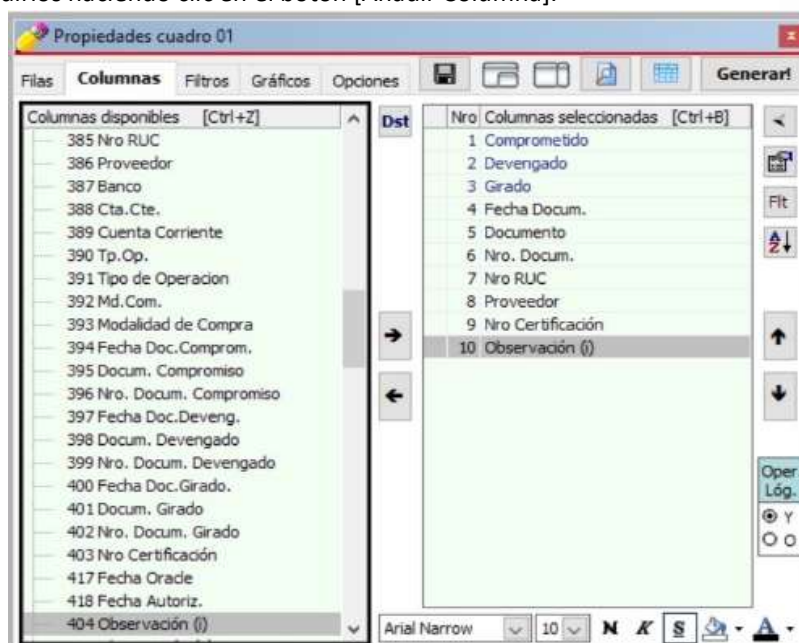 Propiedades cuadro 01
Filas Columnas Filtros Gráficos Opciones Generar!
Columnas disponibles [Ctrl+Z]
385 Nro RUC
386 Proveedor
387 Banco
388 Cta.Cte.
389 Cuenta Corriente
390 Tp.Op.
391 Tipo de Operacion
392 Md.Com.
393 Modalidad de Compra
394 Fecha Doc.Comprom.
395 Docum. Compromiso
396 Nro. Docum. Compromiso
397 Fecha Doc.Deveng.
398 Docum. Devengado
399 Nro. Docum. Devengado
400 Fecha Doc.Girado.
401 Docum. Girado
402 Nro. Docum. Girado
403 Nro Certificación
417 Fecha Oracle
418 Fecha Autoriz.
404 Observación (i)
Dst
Nro Columnas seleccionadas [Ctrl+B]
1 Comprometido
2 Devengado
3 Girado
4 Fecha Docum.
5 Documento
6 Nro. Docum.
7 Nro RUC
8 Proveedor
9 Nro Certificación
10 Observación (i)
Flt
Oper
Lóg.
Y
O
Arial Narrow 10 N K S A